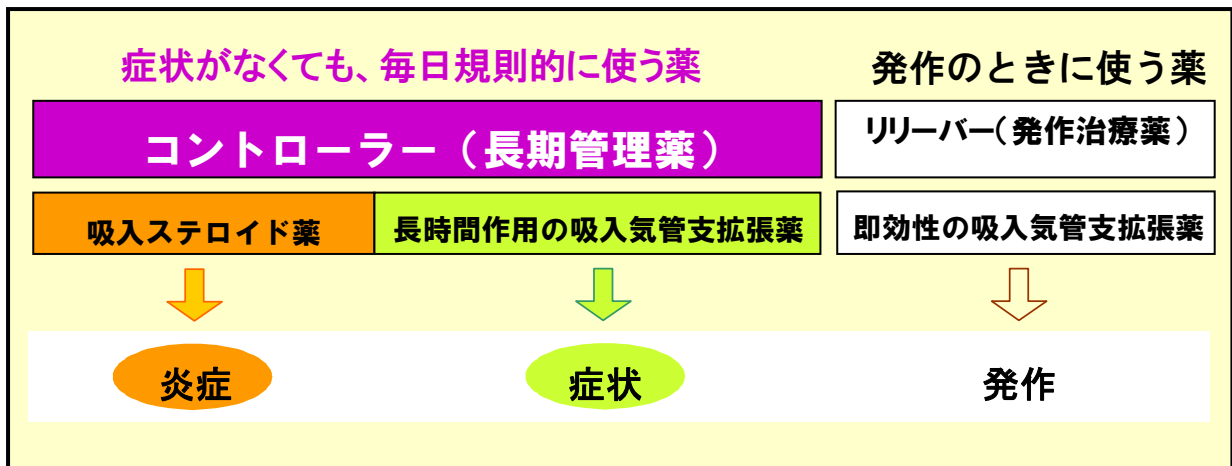 症状がなくても、毎日規則的に使う薬
発作のときに使う薬
コントローラー（長期管理薬）
リリーバー（発作治療薬）
吸入ステロイド薬
長時間作用の吸入気管支拡張薬
即効性の吸入気管支拡張薬
炎症
症状
発作